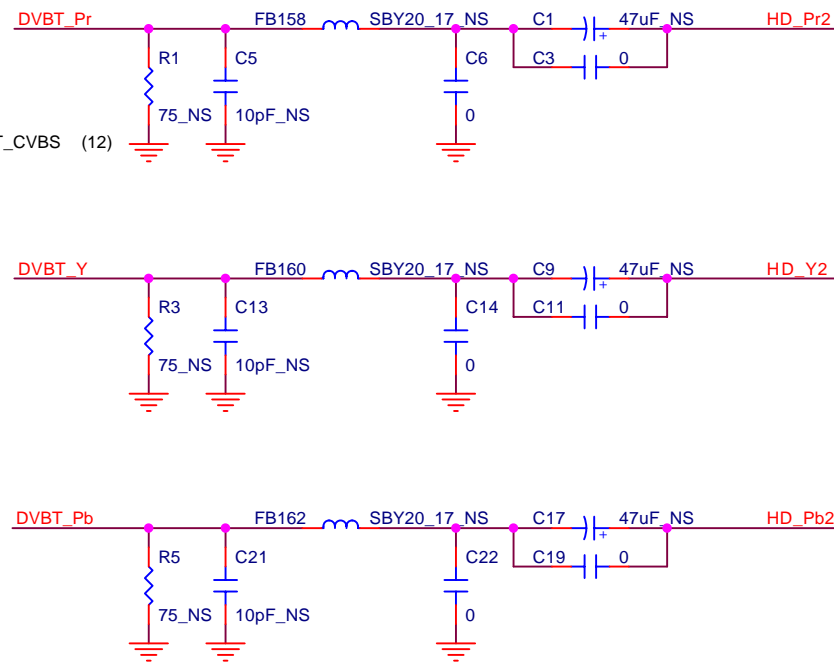 DVBT_Pr FB158 SBY20_17_NS C1 47uF_NS HD_Pr2
R1 C5 C6 C3 0
75_NS 10pF_NS 0
T_CVBS (12)
DVBT_Y FB160 SBY20_17_NS C9 47uF_NS HD_Y2
+
R3 C13 C14 C11 0
75_NS 10pF_NS 0
DVBT_Pb FB162 SBY20_17_NS C17 47uF_NS HD_Pb2
+
R5 C21 C22 C19 0
75_NS 10pF_NS 0